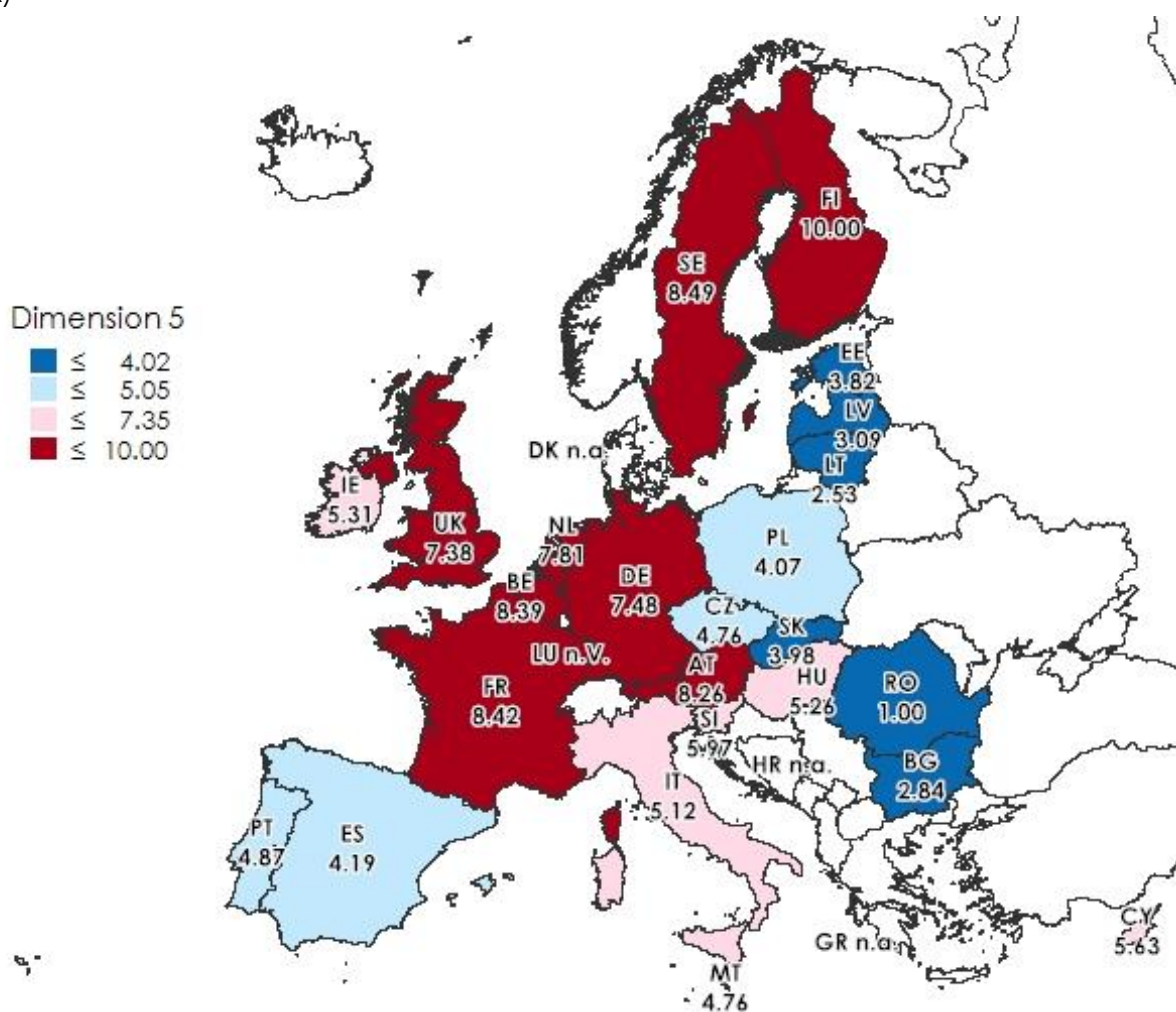 Dimension 5
≤ 4.02
≤ 5.05
≤ 7.35
≤ 10.00
FI
10.00
SE
8.49
EE
3.82
LV
3.09
LT
2.53
DK n.a.
IE
5.31
UK
7.38
NL
7.81
BE
8.39
DE
7.48
PL
4.07
CZ
4.76
SK
3.98
LU n.V.
AT
8.26
HU
5.26
FR
8.42
SI
5.97
RO
1.00
HR n.a.
BG
2.84
IT
5.12
PT
4.87
ES
4.19
GR n.a.
CY
5.63
MT
4.76